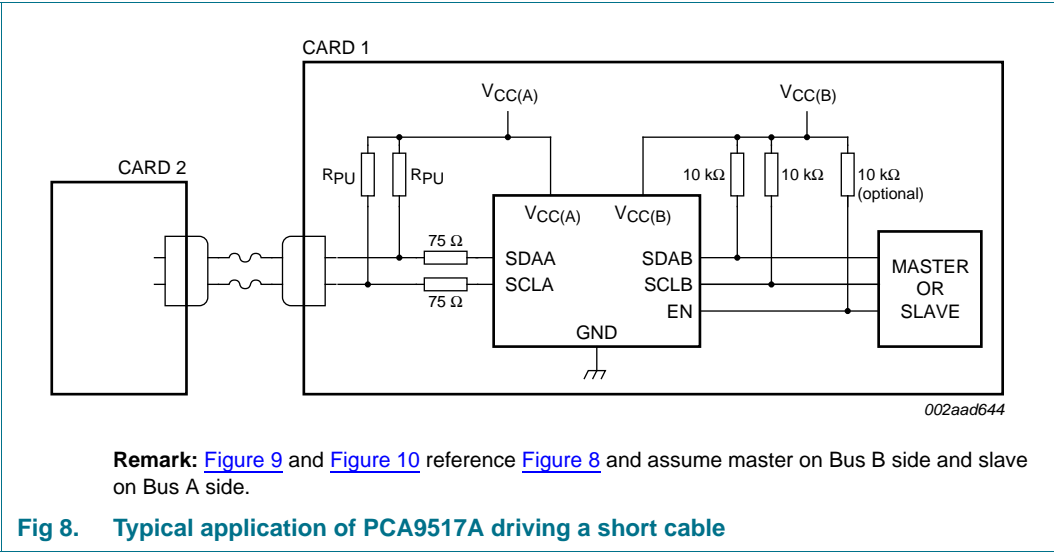 CARD 1
VCC(A)
VCC(B)
CARD 2
RPU
RPU
10 kΩ
10 kΩ
10 kΩ
(optional)
VCC(A)
VCC(B)
75 Ω
SDAA
SDAB
SCLA
SCLB
75 Ω
EN
GND
MASTER
OR
SLAVE
002aad644
Remark: Figure 9 and Figure 10 reference Figure 8 and assume master on Bus B side and slave
on Bus A side.
Fig 8. Typical application of PCA9517A driving a short cable